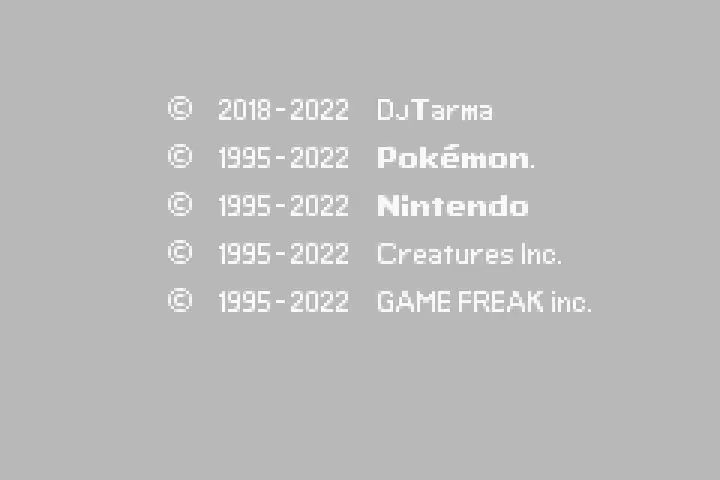 © 2018-2022 DJTarma
© 1995-2022 Pokémon.
© 1995-2022 Nintendo
© 1995-2022 Creatures Inc.
© 1995-2022 GAME FREAK inc.